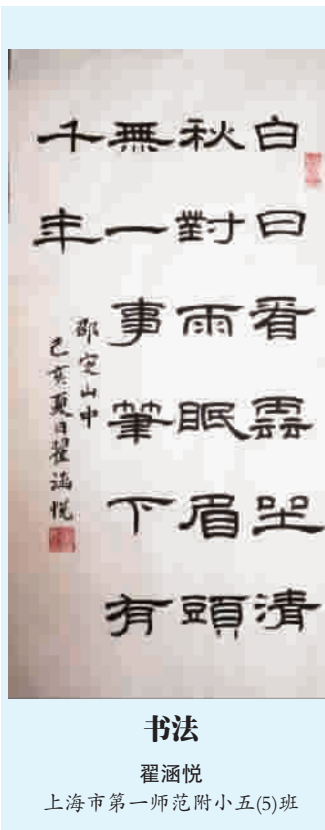 白日看雲坐清
秋對雨眠眉頭
無一事筆下有
千年
邵定山中
己亥夏日翟涵悦
书法
翟涵悦
上海市第一师范附小五(5)班